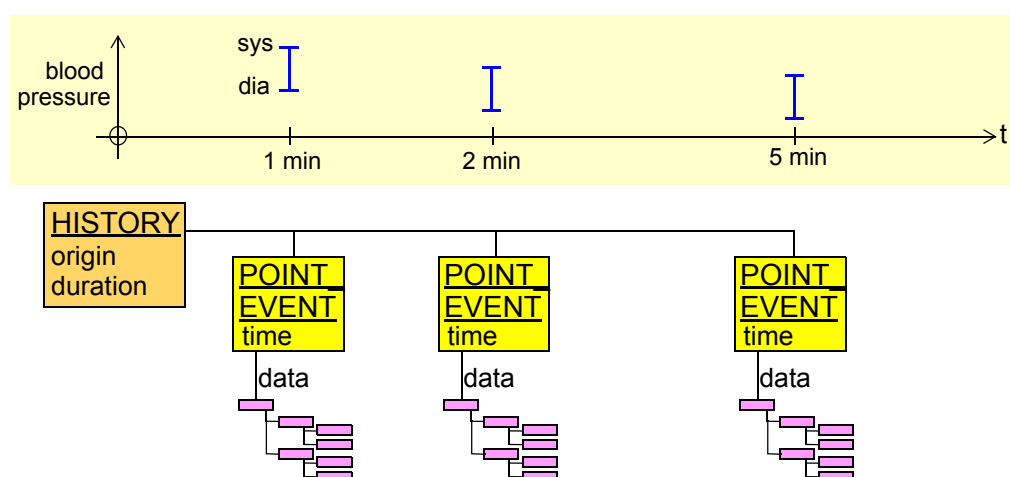 sys
blood
pressure
dia
t
1 min
2 min
5 min
HISTORY
origin
duration
POINT_
EVENT
time
data
POINT_
EVENT
time
data
POINT_
EVENT
time
data